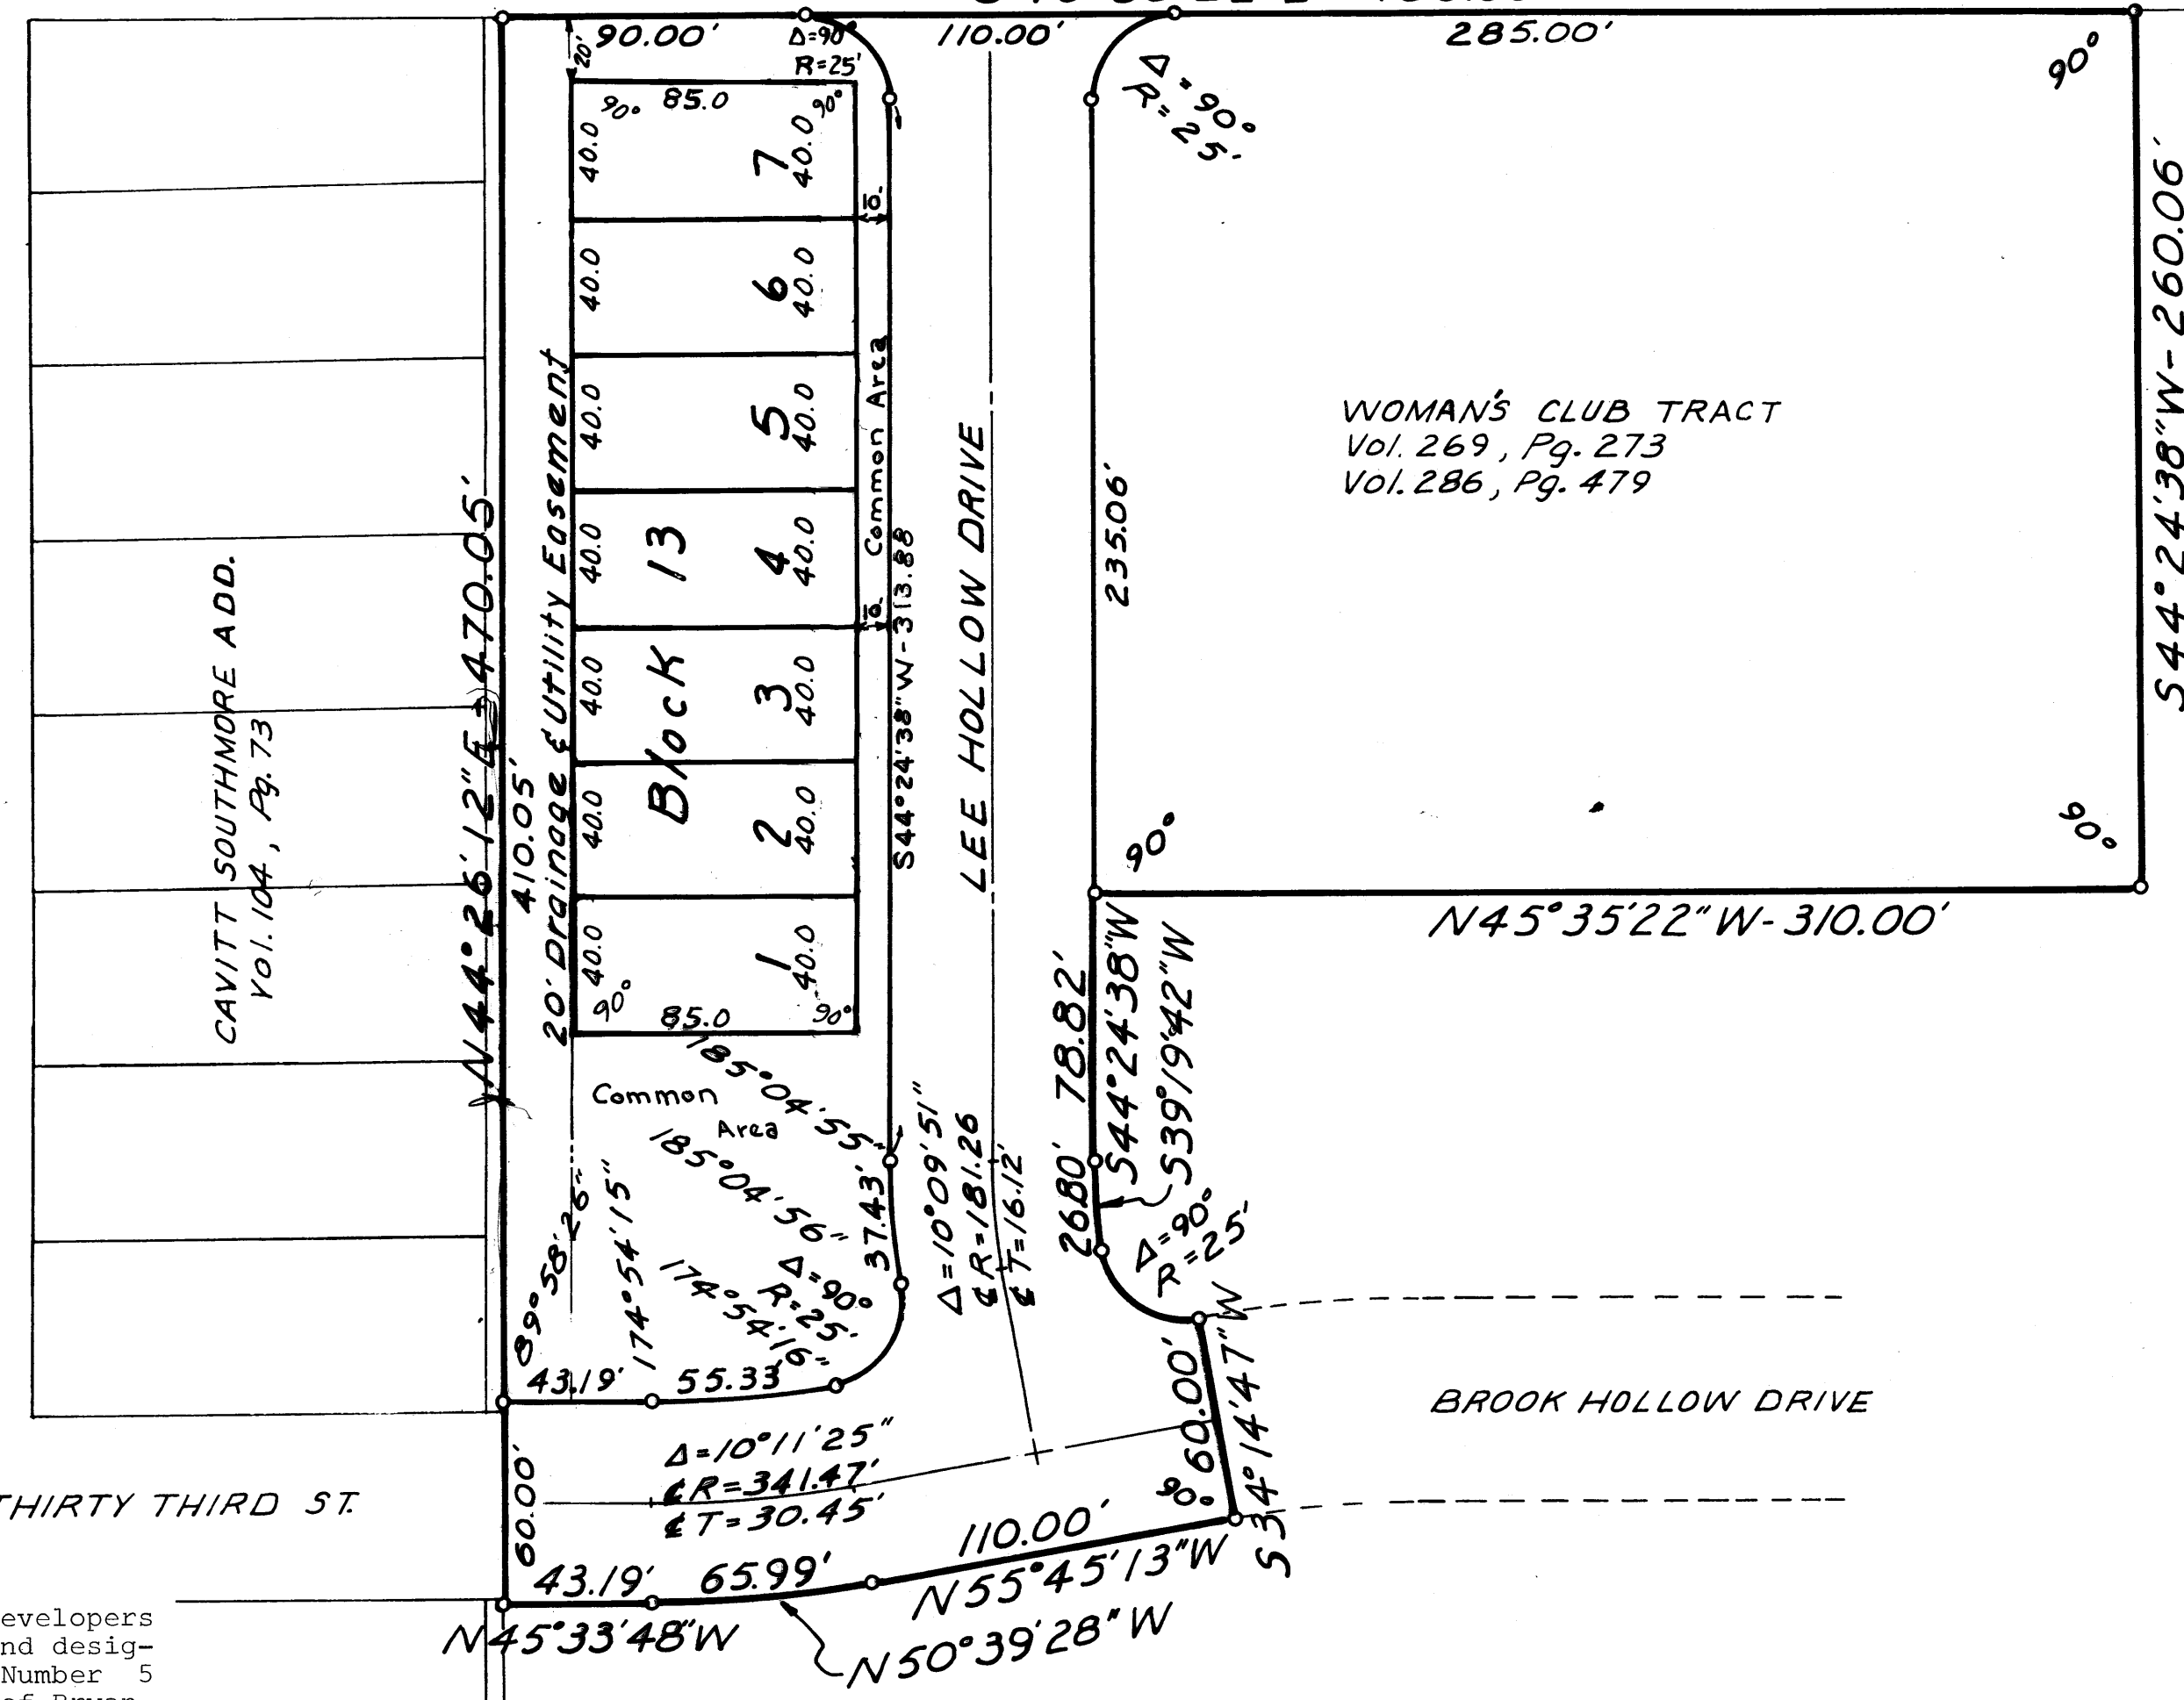 90.00'
Δ=90°
R=25'
110.00'
285.00'
90°
20'
Δ=90°
R=25'
S44°24'38"W-260.06'
90° 85.0 90°
40.0
7
40.0
10.
40.0
6
40.0
40.0
5
40.0
40.0
4
40.0
10.
40.0
3
40.0
40.0
2
40.0
40.0
1
40.0
90° 85.0 90°
Block 13
Common Area
S44°24'38"W-313.88
LEE HOLLOW DRIVE
235.06'
WOMAN'S CLUB TRACT
Vol. 269, Pg. 273
Vol. 286, Pg. 479
90°
90°
N45°35'22"W-310.00'
CAVITT SOUTHMORE ADD.
Vol. 104, Pg. 73
N44°26'12"E-470.05'
410.05'
20' Drainage & Utility Easement
Common
Area
185°04'55"
185°04'56"
174°54'16"
174°54'15"
89°58'26"
Δ=90°
R=25'
37.43'
Δ=10°09'51"
℄ R=181.26
℄ T=16.12'
78.82'
S44°24'38"W
S39°19'42"W
26.80'
Δ=90°
R=25'
43.19'
55.33'
60.00'
S34°14'47"W
BROOK HOLLOW DRIVE
Δ=10°11'25"
℄ R=341.47'
℄ T=30.45'
THIRTY THIRD ST.
60.00'
90°
110.00'
43.19'
65.99'
N55°45'13"W
N45°33'48"W
N50°39'28"W
evelopers
nd desig-
Number 5